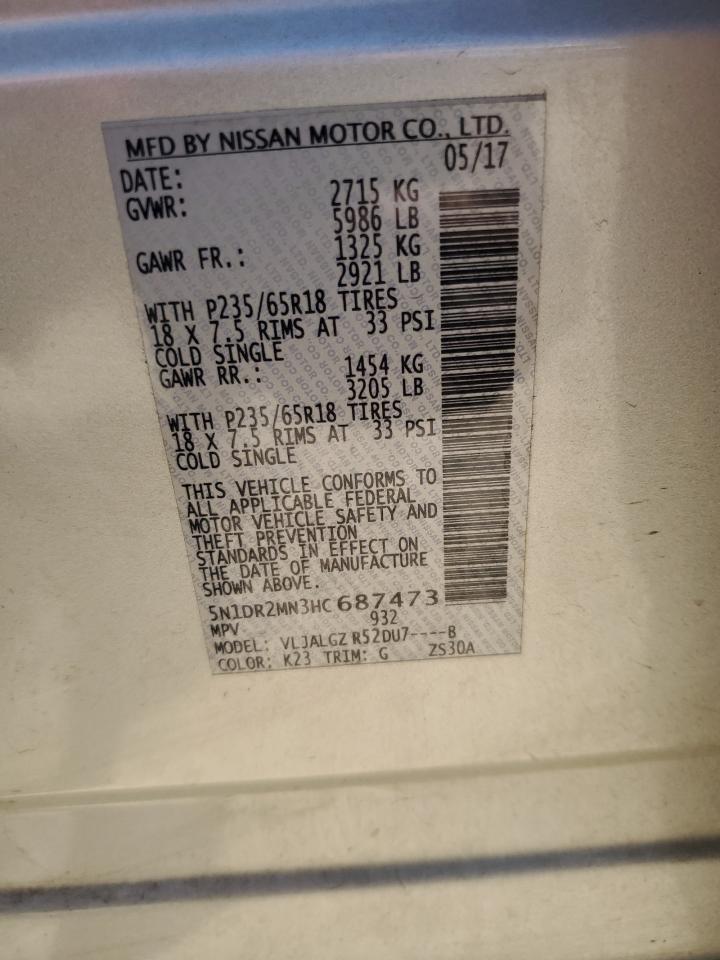 MFD BY NISSAN MOTOR CO., LTD.
DATE: 05/17
GVWR: 2715 KG
5986 LB
GAWR FR.: 1325 KG
2921 LB
WITH P235/65R18 TIRES
18 X 7.5 RIMS AT 33 PSI
COLD SINGLE
GAWR RR.: 1454 KG
3205 LB
WITH P235/65R18 TIRES
18 X 7.5 RIMS AT 33 PSI
COLD SINGLE
THIS VEHICLE CONFORMS TO
ALL APPLICABLE FEDERAL
MOTOR VEHICLE SAFETY AND
THEFT PREVENTION
STANDARDS IN EFFECT ON
THE DATE OF MANUFACTURE
SHOWN ABOVE.
5N1DR2MN3HC687473
MPV 932
MODEL: VLJALGZ R52DU7----B
COLOR: K23 TRIM: G ZS30A